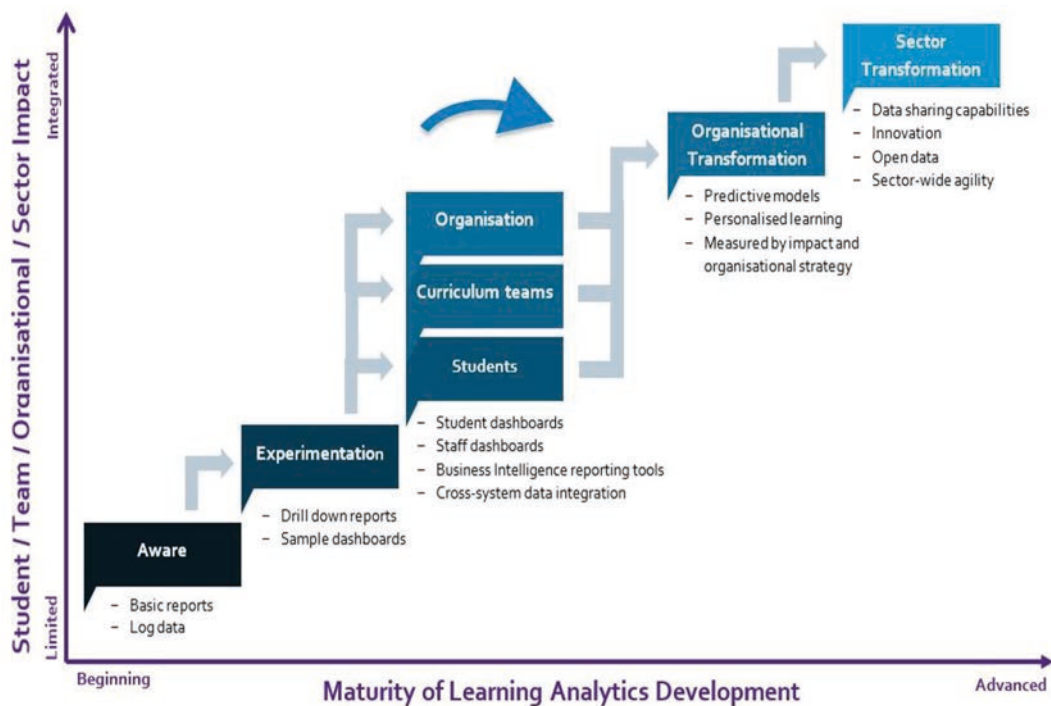 Student / Team / Organisational / Sector Impact
Integrated
Limited
Sector
Transformation
– Data sharing capabilities
– Innovation
– Open data
– Sector-wide agility
Organisational
Transformation
– Predictive models
– Personalised learning
– Measured by impact and
organisational strategy
Organisation
Curriculum teams
Students
– Student dashboards
– Staff dashboards
– Business Intelligence reporting tools
– Cross-system data integration
Experimentation
– Drill down reports
– Sample dashboards
Aware
– Basic reports
– Log data
Beginning
Maturity of Learning Analytics Development
Advanced